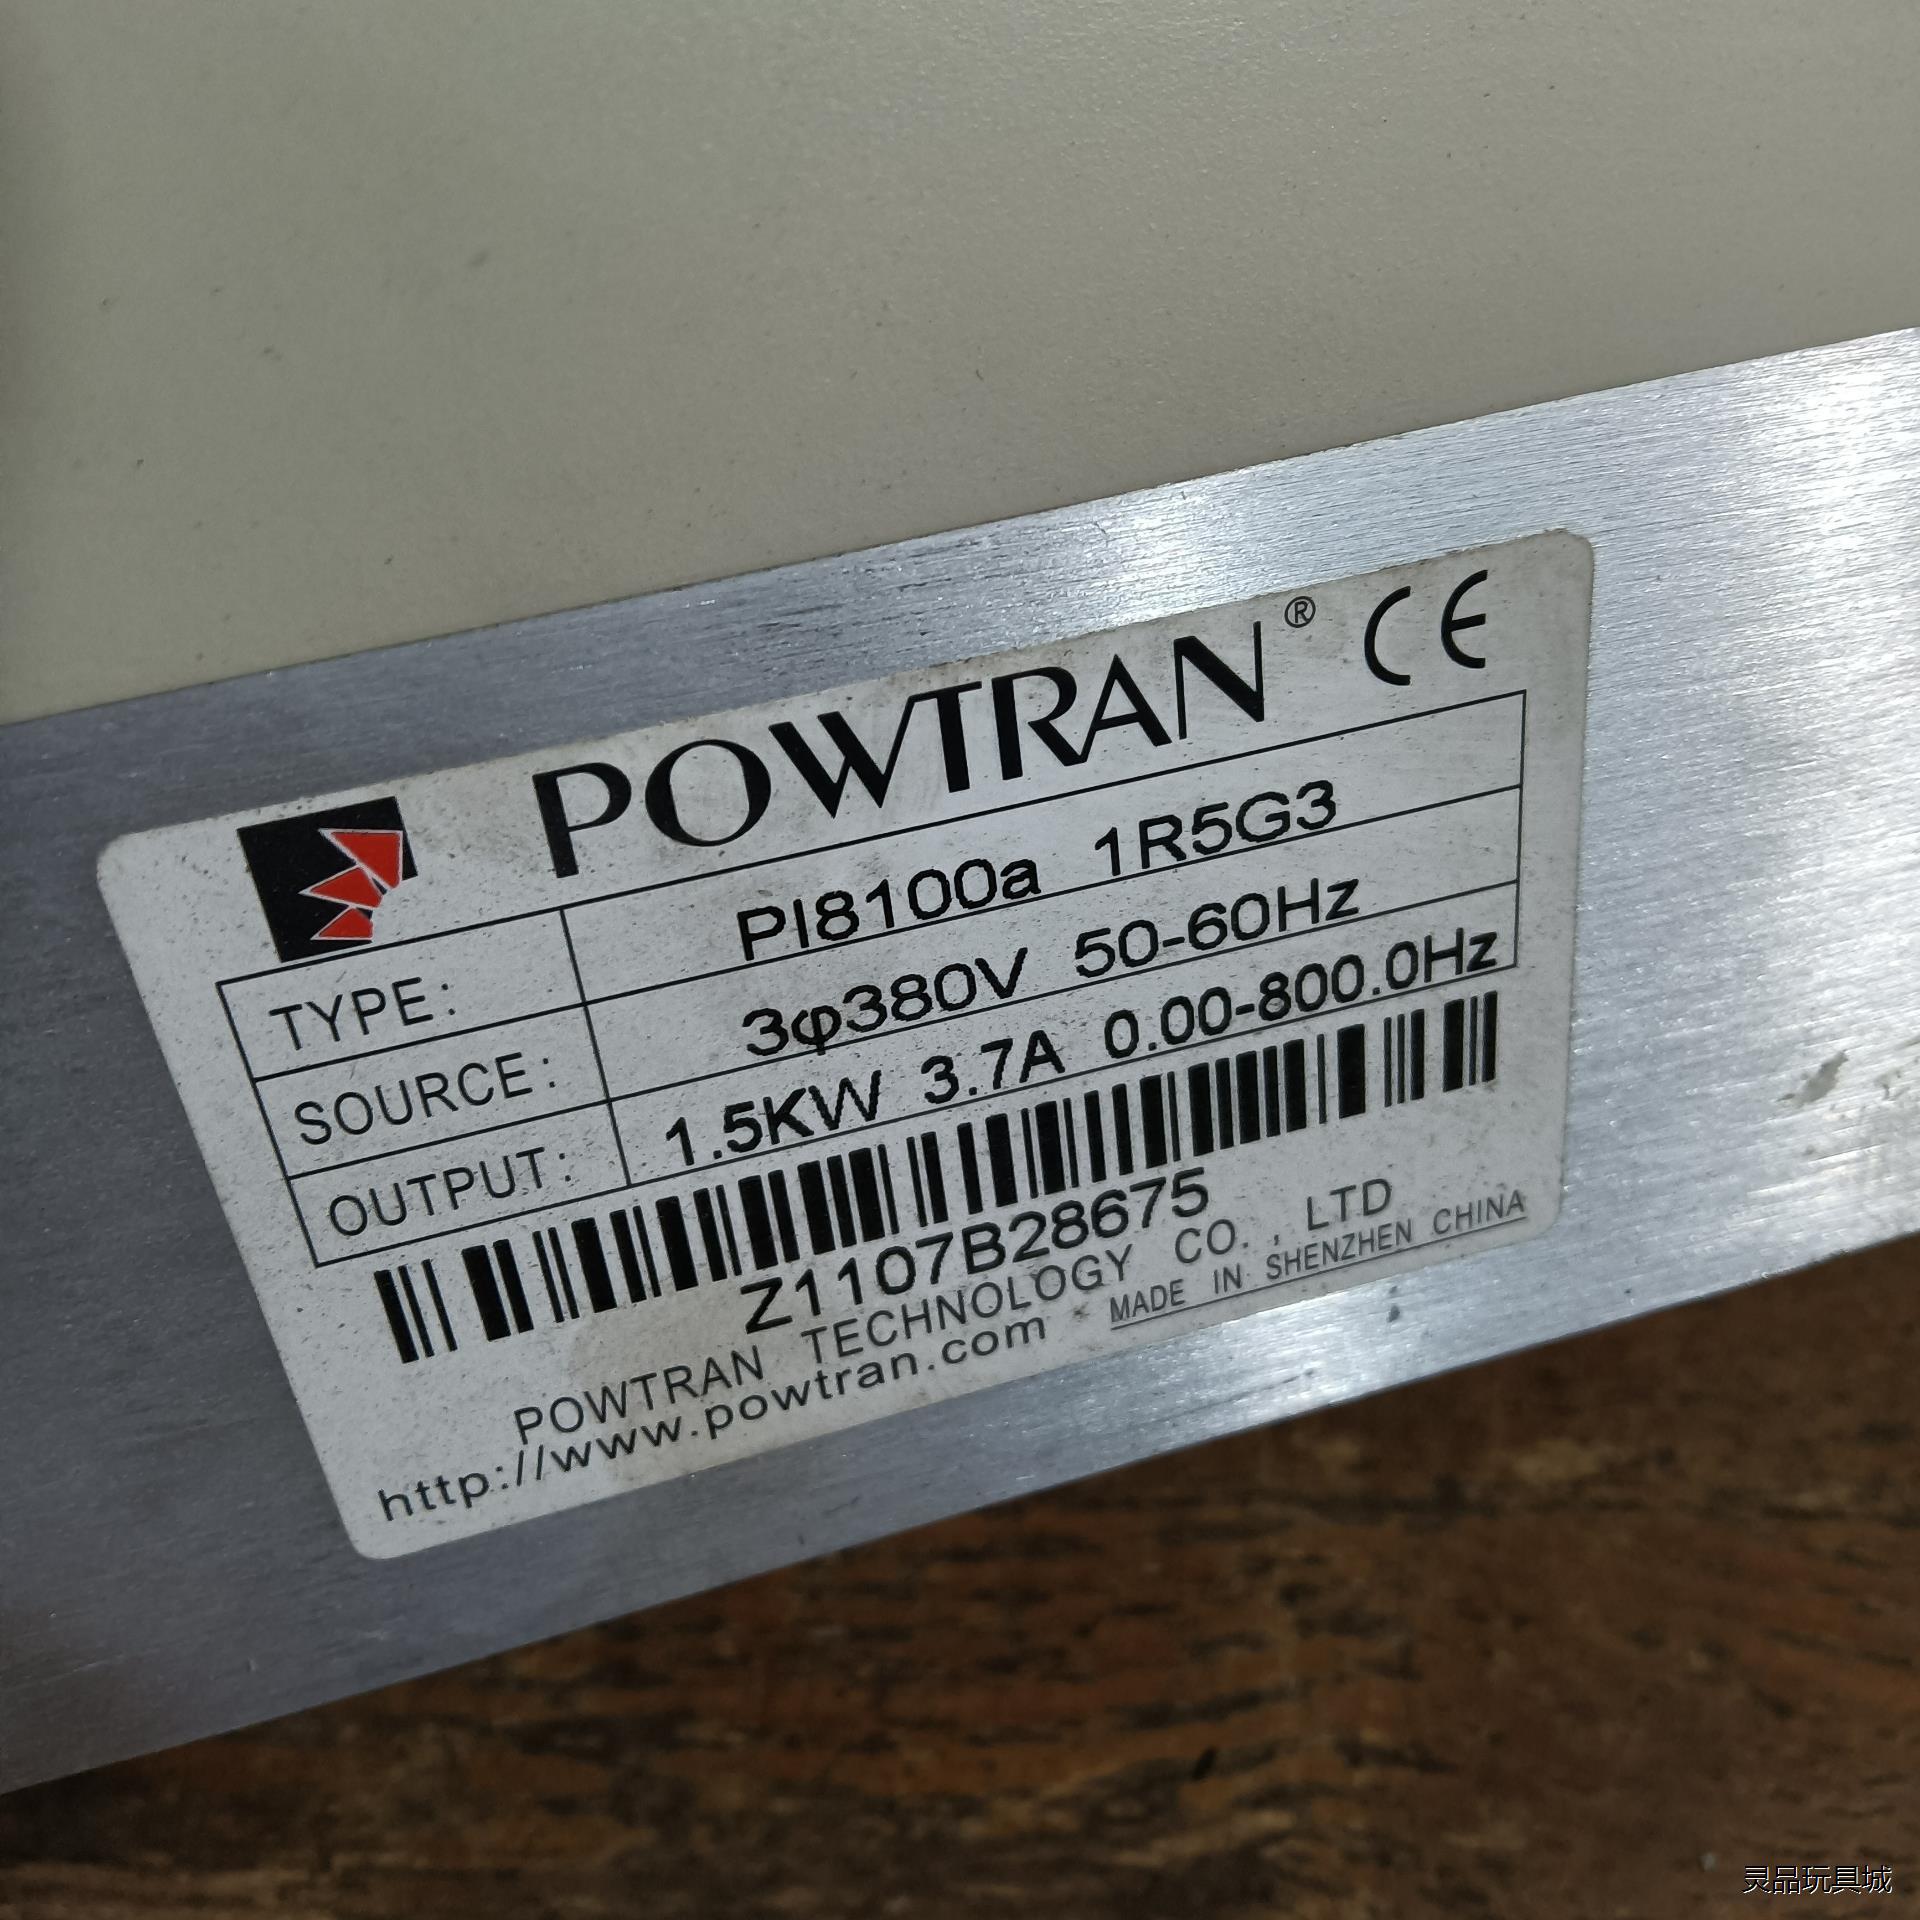 POWTRAN® CE
TYPE: PI8100a 1R5G3
SOURCE: 3φ380V 50-60Hz
OUTPUT: 1.5KW 3.7A 0.00-800.0Hz
Z1107B28675
POWTRAN TECHNOLOGY CO., LTD
http://www.powtran.com MADE IN SHENZHEN CHINA
灵品玩具城